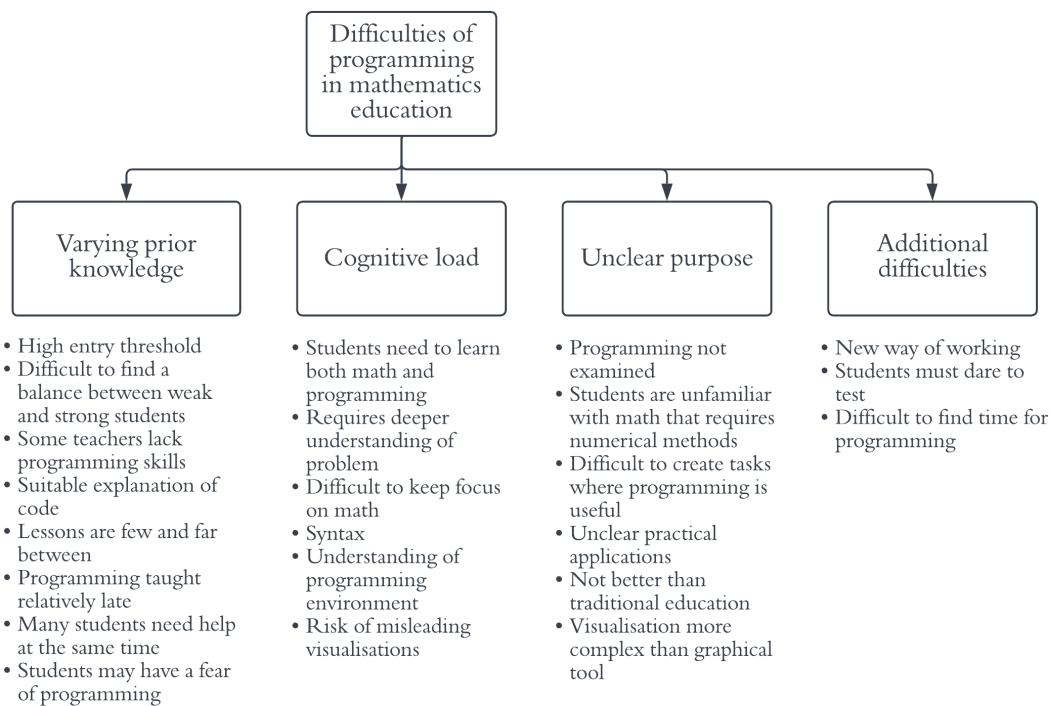 Difficulties of
programming
in mathematics
education
Varying prior
knowledge
Cognitive load
Unclear purpose
Additional
difficulties
• High entry threshold
• Difficult to find a
balance between weak
and strong students
• Some teachers lack
programming skills
• Suitable explanation of
code
• Lessons are few and far
between
• Programming taught
relatively late
• Many students need help
at the same time
• Students may have a fear
of programming
• Students need to learn
both math and
programming
• Requires deeper
understanding of
problem
• Difficult to keep focus
on math
• Syntax
• Understanding of
programming
environment
• Risk of misleading
visualisations
• Programming not
examined
• Students are unfamiliar
with math that requires
numerical methods
• Difficult to create tasks
where programming is
useful
• Unclear practical
applications
• Not better than
traditional education
• Visualisation more
complex than graphical
tool
• New way of working
• Students must dare to
test
• Difficult to find time for
programming